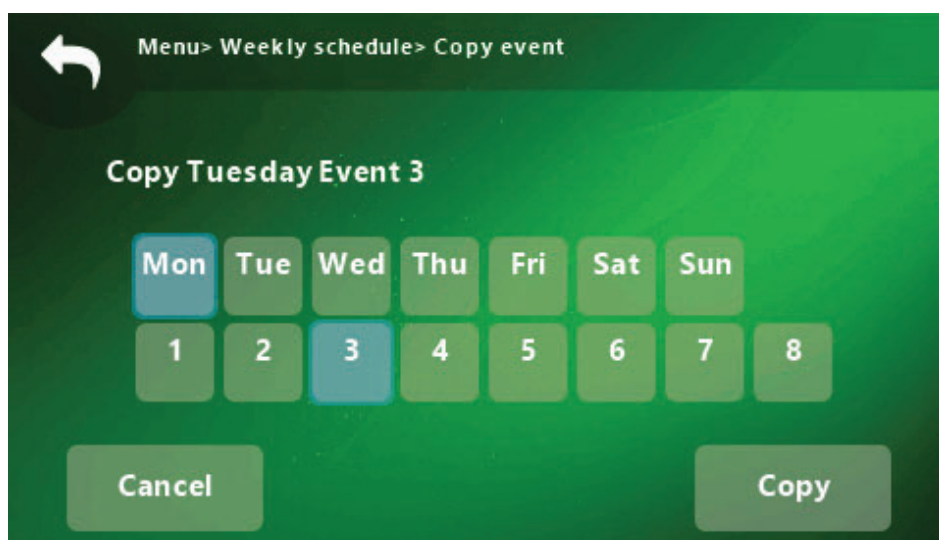 Menu> Weekly schedule> Copy event
Copy Tuesday Event 3
Mon Tue Wed Thu Fri Sat Sun
1 2 3 4 5 6 7 8
Cancel Copy